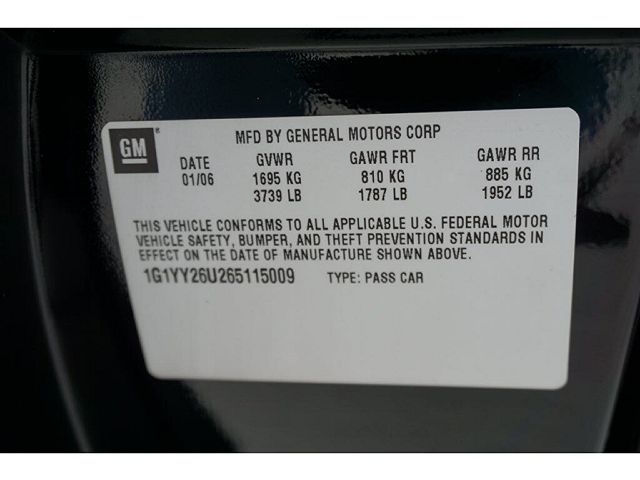 GM ®
MFD BY GENERAL MOTORS CORP
DATE GVWR GAWR FRT GAWR RR
01/06 1695 KG 810 KG 885 KG
3739 LB 1787 LB 1952 LB
THIS VEHICLE CONFORMS TO ALL APPLICABLE U.S. FEDERAL MOTOR
VEHICLE SAFETY, BUMPER, AND THEFT PREVENTION STANDARDS IN
EFFECT ON THE DATE OF MANUFACTURE SHOWN ABOVE.
1G1YY26U265115009 TYPE: PASS CAR